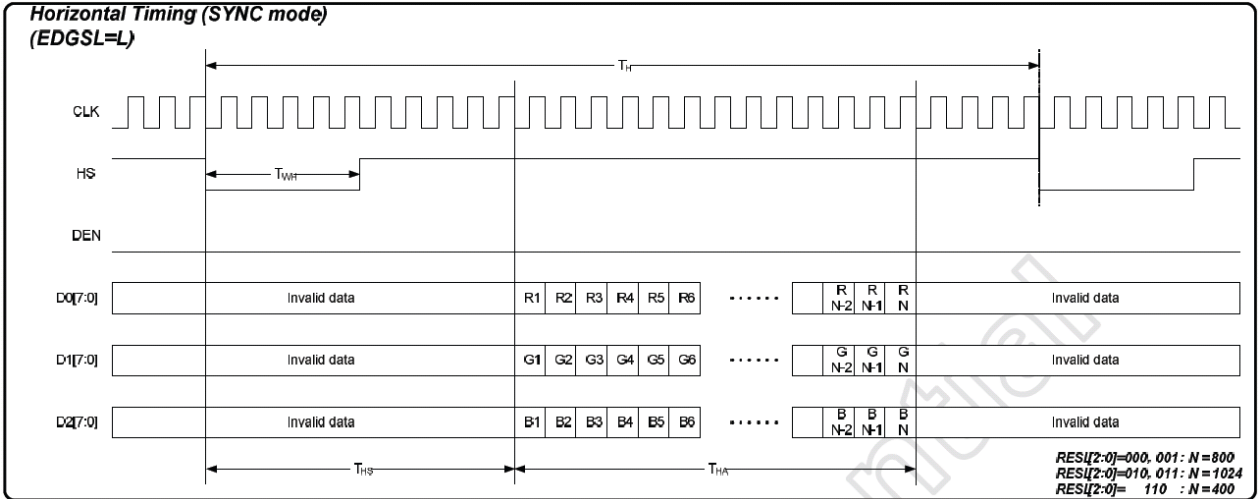 Horizontal Timing (SYNC mode)
(EDGSL=L)
TH
CLK
HS
TWH
DEN
D0[7:0] Invalid data R1 R2 R3 R4 R5 R6 ...... R N-2 R N-1 R N Invalid data
D1[7:0] Invalid data G1 G2 G3 G4 G5 G6 ...... G N-2 G N-1 G N Invalid data
D2[7:0] Invalid data B1 B2 B3 B4 B5 B6 ...... B N-2 B N-1 B N Invalid data
THS THA
RESL[2:0]=000, 001: N=800
RESL[2:0]=010, 011: N=1024
RESL[2:0]= 110 : N=400
ntial